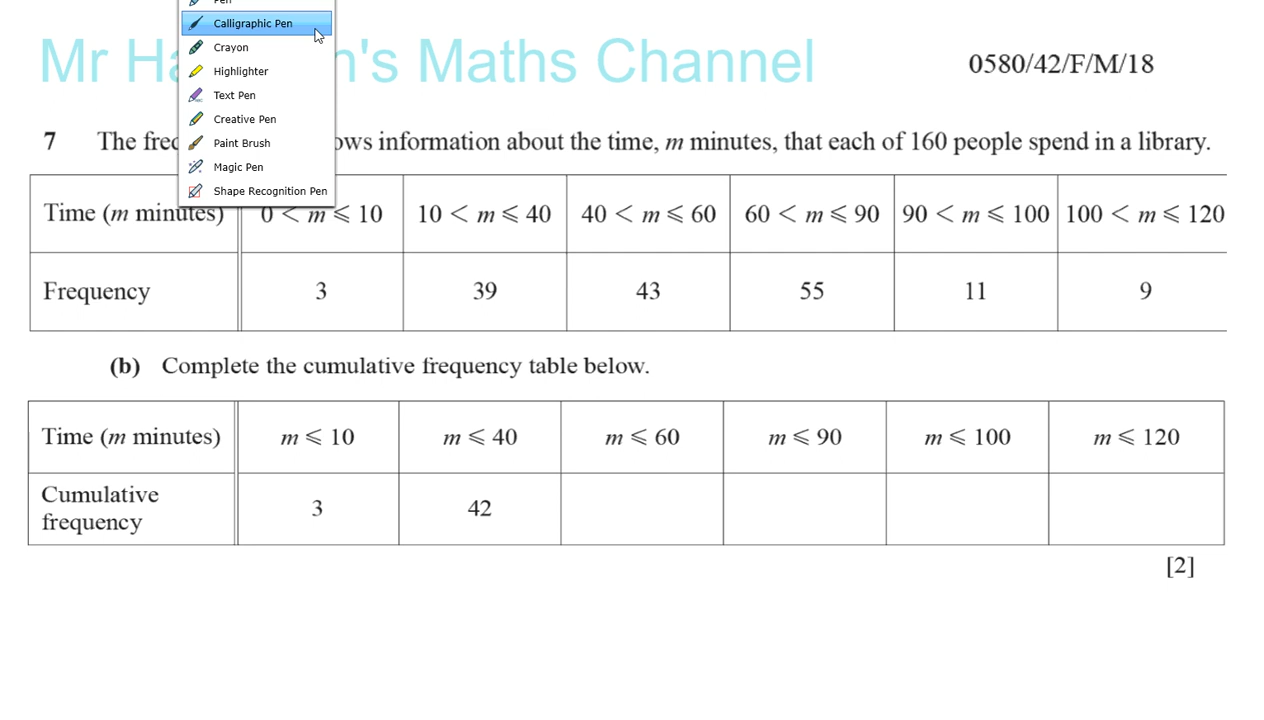 Pen
Calligraphic Pen
Crayon
Highlighter
Text Pen
Creative Pen
Paint Brush
Magic Pen
Shape Recognition Pen
Mr Ha n's Maths Channel
0580/42/F/M/18
7 The fre ows information about the time, m minutes, that each of 160 people spend in a library.
Time (m minutes) 0 < m ⩽ 10 10 < m ⩽ 40 40 < m ⩽ 60 60 < m ⩽ 90 90 < m ⩽ 100 100 < m ⩽ 120
Frequency 3 39 43 55 11 9
(b) Complete the cumulative frequency table below.
Time (m minutes) m ⩽ 10 m ⩽ 40 m ⩽ 60 m ⩽ 90 m ⩽ 100 m ⩽ 120
Cumulative
frequency 3 42
[2]